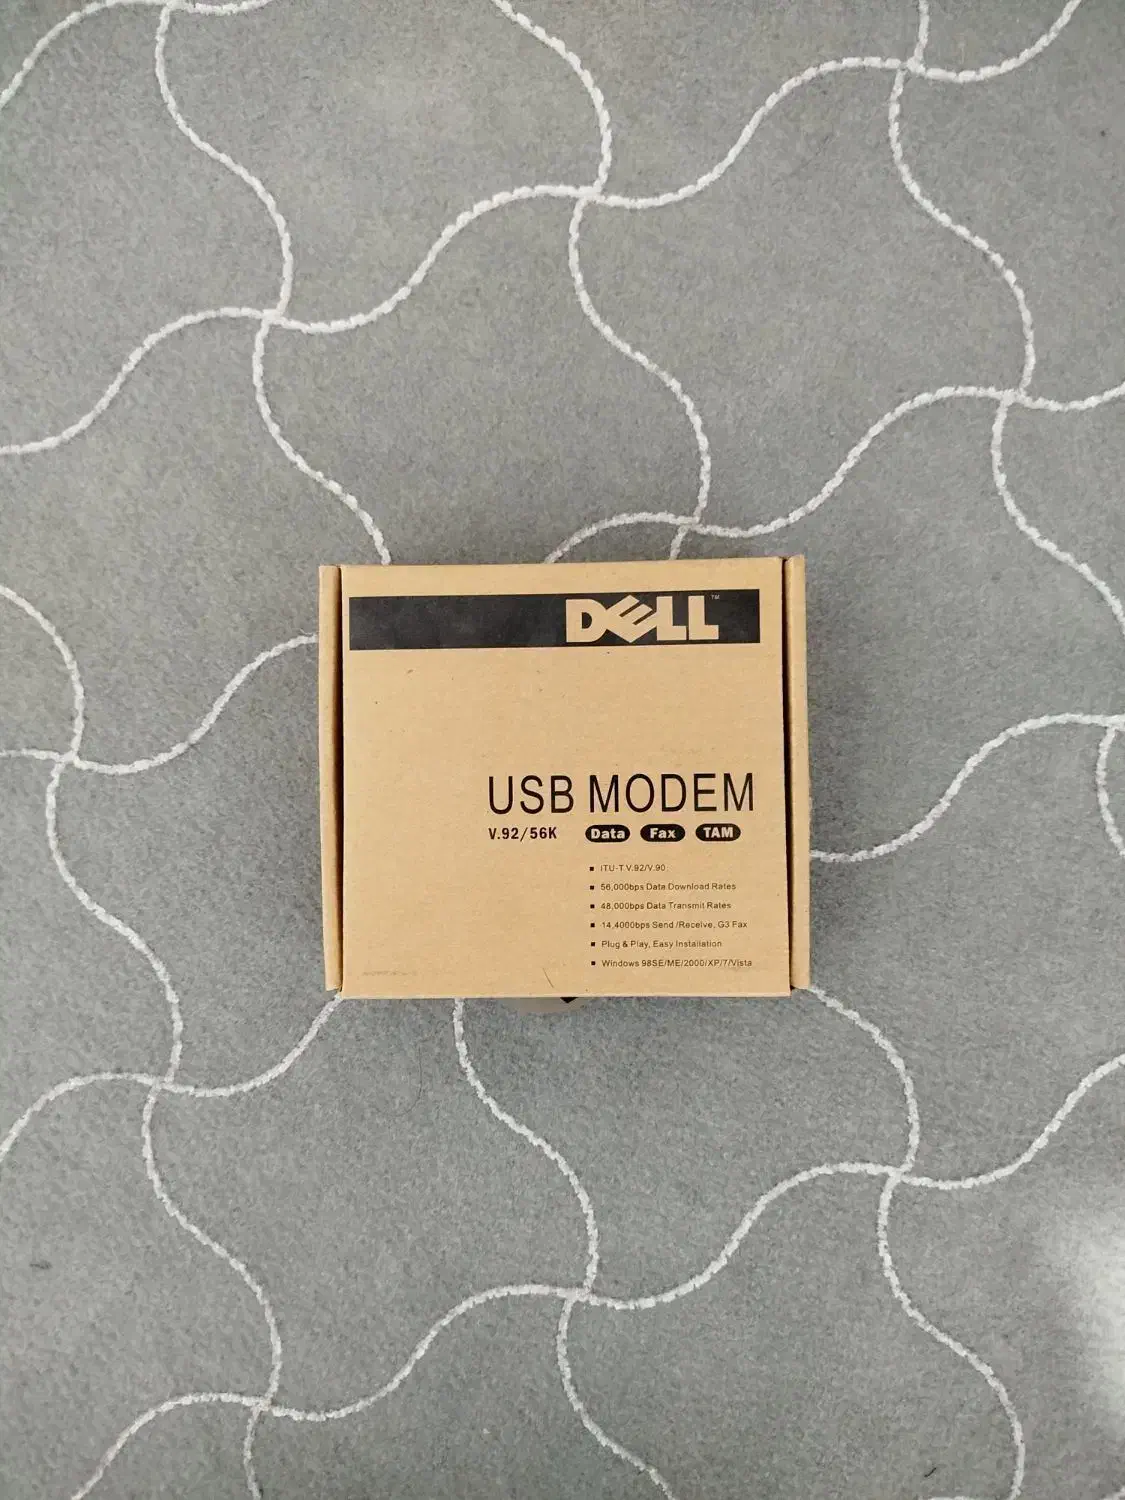 DELL™
USB MODEM
V.92/56K Data Fax TAM
▪ ITU-T V.92/V.90
▪ 56,000bps Data Download Rates
▪ 48,000bps Data Transmit Rates
▪ 14,4000bps Send /Receive, G3 Fax
▪ Plug & Play, Easy Installation
▪ Windows 98SE/ME/2000/XP/7/Vista